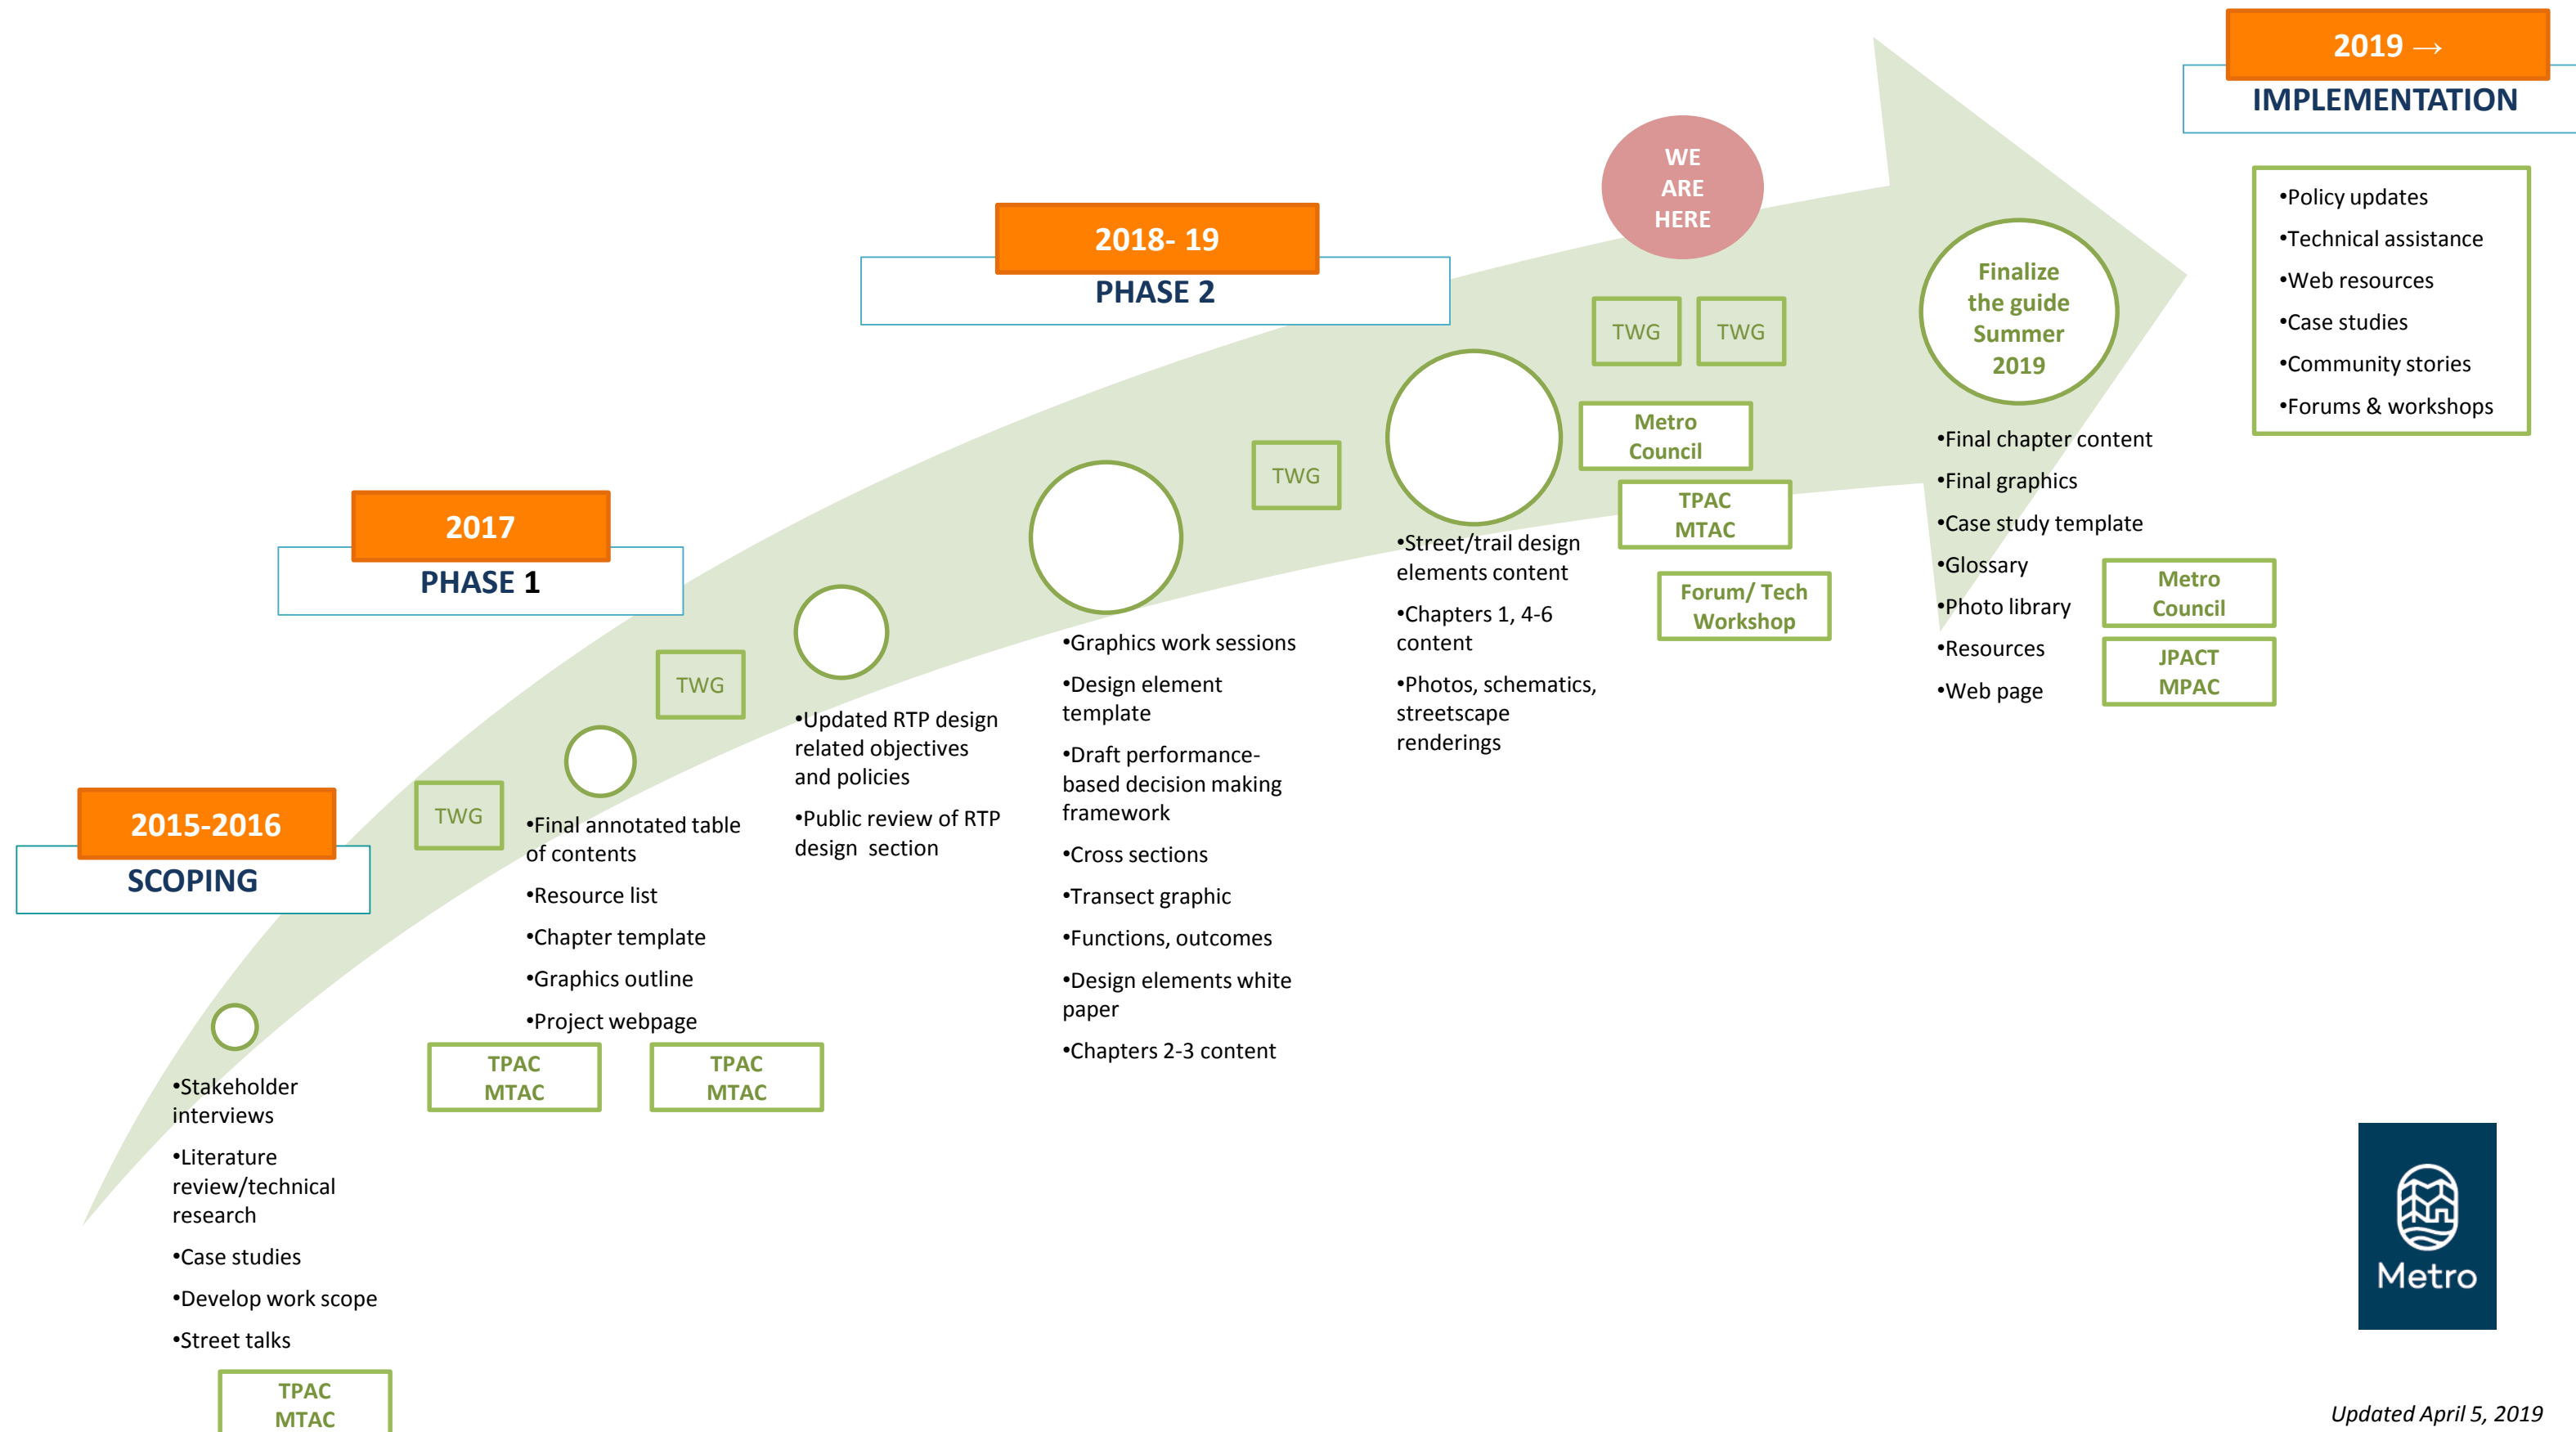 2015-2016
SCOPING
•Stakeholder
interviews
•Literature
review/technical
research
•Case studies
•Develop work scope
•Street talks
TPAC
MTAC
2017
PHASE 1
TWG
•Final annotated table
of contents
•Resource list
•Chapter template
•Graphics outline
•Project webpage
TPAC
MTAC
TPAC
MTAC
TWG
•Updated RTP design
related objectives
and policies
•Public review of RTP
design section
2018- 19
PHASE 2
•Graphics work sessions
•Design element
template
•Draft performance-
based decision making
framework
•Cross sections
•Transect graphic
•Functions, outcomes
•Design elements white
paper
•Chapters 2-3 content
TWG
•Street/trail design
elements content
•Chapters 1, 4-6
content
•Photos, schematics,
streetscape
renderings
WE
ARE
HERE
TWG
TWG
Metro
Council
TPAC
MTAC
Forum/ Tech
Workshop
Finalize
the guide
Summer
2019
•Final chapter content
•Final graphics
•Case study template
•Glossary
•Photo library
•Resources
•Web page
Metro
Council
JPACT
MPAC
2019 →
IMPLEMENTATION
•Policy updates
•Technical assistance
•Web resources
•Case studies
•Community stories
•Forums & workshops
Metro
Updated April 5, 2019